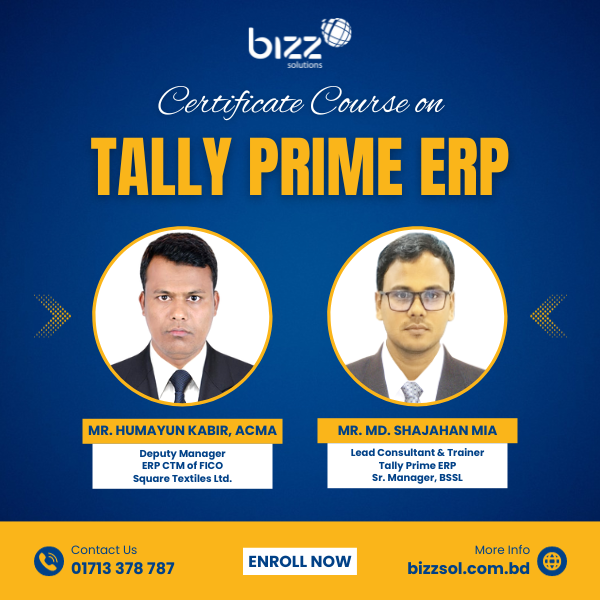 bizz
solutions
Certificate Course on
TALLY PRIME ERP
MR. HUMAYUN KABIR, ACMA
Deputy Manager
ERP CTM of FICO
Square Textiles Ltd.
MR. MD. SHAJAHAN MIA
Lead Consultant & Trainer
Tally Prime ERP
Sr. Manager, BSSL
Contact Us
01713 378 787
ENROLL NOW
More Info
bizzsol.com.bd